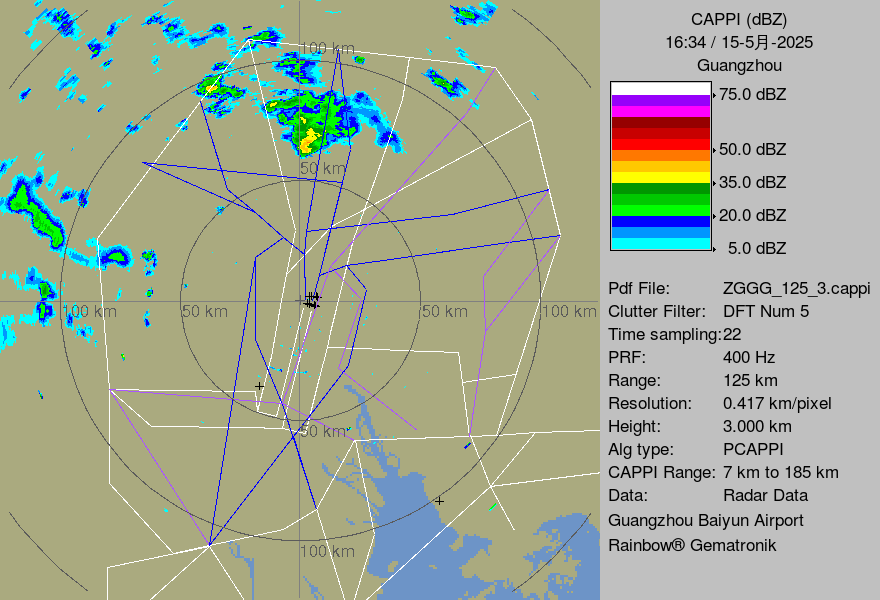 CAPPI (dBZ)
16:34 / 15-5月-2025
Guangzhou
75.0 dBZ
50.0 dBZ
35.0 dBZ
20.0 dBZ
5.0 dBZ
Pdf File: ZGGG_125_3.cappi
Clutter Filter: DFT Num 5
Time sampling:22
PRF: 400 Hz
Range: 125 km
Resolution: 0.417 km/pixel
Height: 3.000 km
Alg type: PCAPPI
CAPPI Range: 7 km to 185 km
Data: Radar Data
Guangzhou Baiyun Airport
Rainbow® Gematronik
100 km
50 km
100 km
50 km
50 km
100 km
50 km
100 km